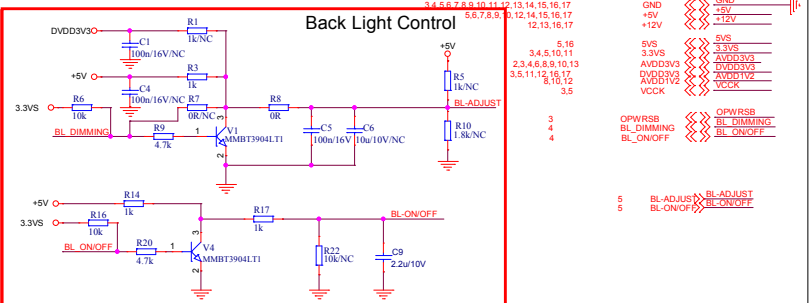 Back Light Control
DVDD3V3
R1
1k/NC
C1
100n/16V/NC
+5V
R3
1k
C4
100n/16V/NC
3.3VS
R6
10k
R7
0R/NC
R8
0R
BL_DIMMING
R9
4.7k
1
3
2
V1
MMBT3904LT1
C5
100n/16V
C6
10u/10V/NC
+5V
R5
1k/NC
BL-ADJUST
R10
1.8k/NC
+5V
R14
1k
3.3VS
R16
10k
BL_ON/OFF
R20
4.7k
1
3
2
V4
MMBT3904LT1
R17
1k
BL-ON/OFF
R22
10k/NC
C9
2.2u/10V
3,4,5,6,7,8,9,10,11,12,13,14,15,16,17 GND GND
5,6,7,8,9,10,12,14,15,16,17 +5V +5V
12,13,16,17 +12V +12V
5,16 5VS 5VS
3,4,5,10,11 3.3VS 3.3VS
2,3,4,6,8,9,10,13 AVDD3V3 AVDD3V3
3,5,11,12,16,17 DVDD3V3 DVDD3V3
8,10,12 AVDD1V2 AVDD1V2
3,5 VCCK VCCK
3 OPWRSB OPWRSB
4 BL_DIMMING BL_DIMMING
4 BL_ON/OFF BL_ON/OFF
5 BL-ADJUST BL-ADJUST
5 BL-ON/OFF BL-ON/OFF